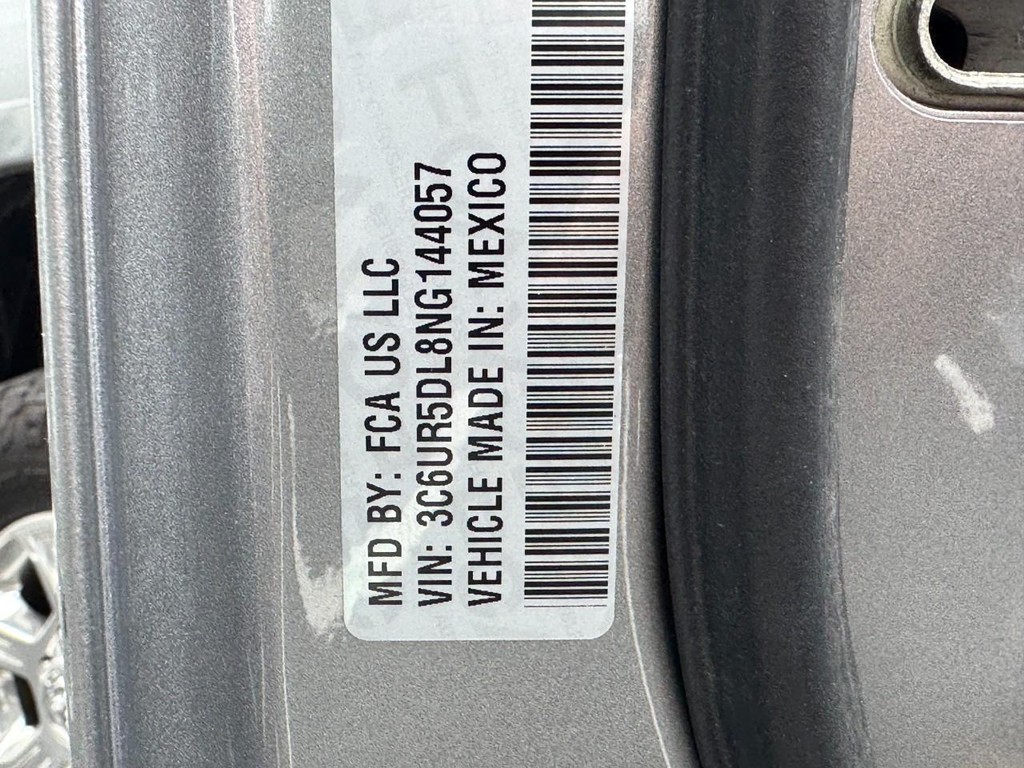 MFD BY: FCA US LLC
VIN: 3C6UR5DL8NG144057
VEHICLE MADE IN: MEXICO